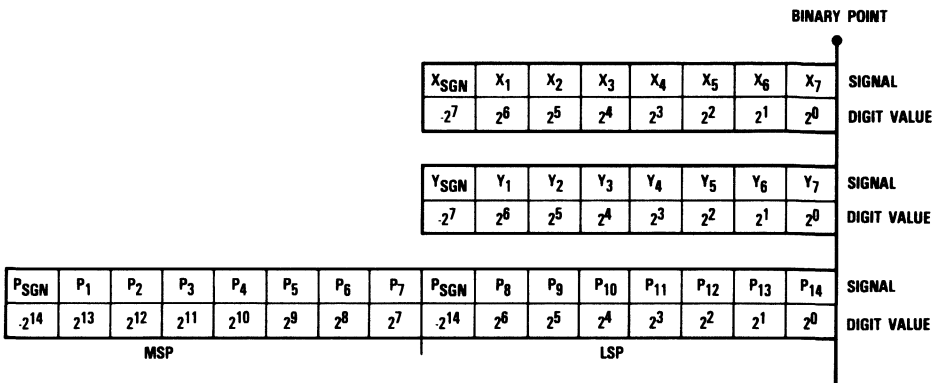 BINARY POINT
X_SGN X_1 X_2 X_3 X_4 X_5 X_6 X_7 SIGNAL
-2^7 2^6 2^5 2^4 2^3 2^2 2^1 2^0 DIGIT VALUE
Y_SGN Y_1 Y_2 Y_3 Y_4 Y_5 Y_6 Y_7 SIGNAL
-2^7 2^6 2^5 2^4 2^3 2^2 2^1 2^0 DIGIT VALUE
P_SGN P_1 P_2 P_3 P_4 P_5 P_6 P_7 P_SGN P_8 P_9 P_10 P_11 P_12 P_13 P_14 SIGNAL
-2^14 2^13 2^12 2^11 2^10 2^9 2^8 2^7 -2^14 2^6 2^5 2^4 2^3 2^2 2^1 2^0 DIGIT VALUE
MSP LSP